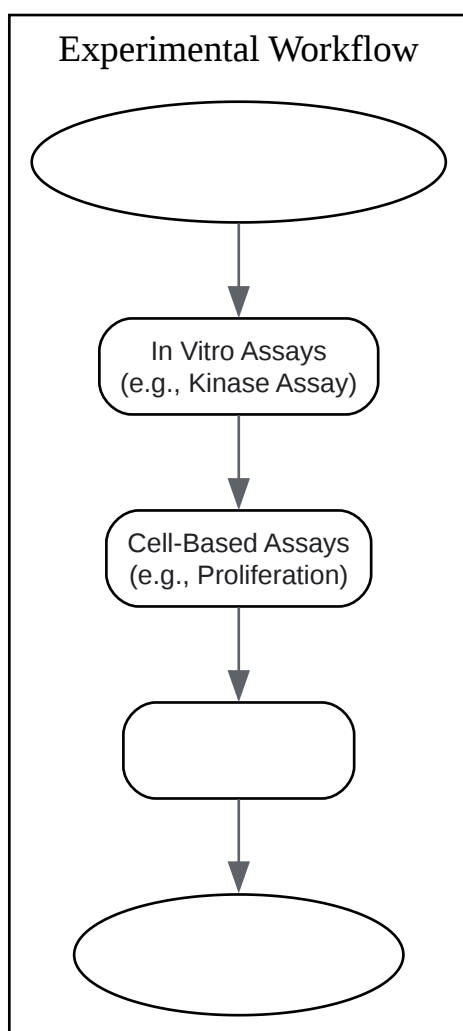 Experimental Workflow
In Vitro Assays
(e.g., Kinase Assay)
Cell-Based Assays
(e.g., Proliferation)